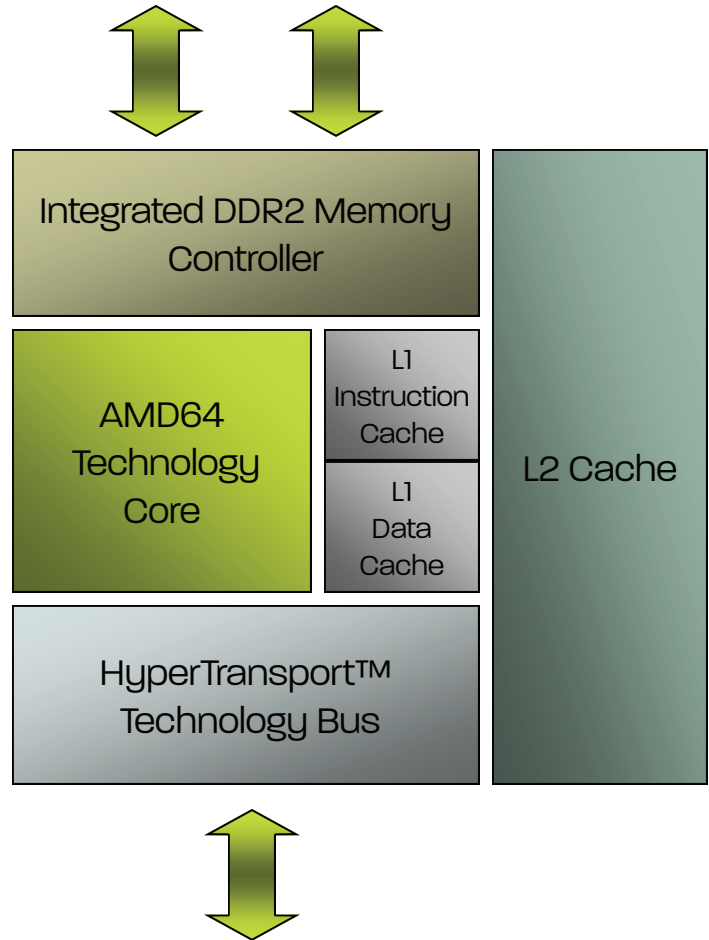 Integrated DDR2 Memory
Controller
AMD64
Technology
Core
L1
Instruction
Cache
L1
Data
Cache
L2 Cache
HyperTransport™
Technology Bus